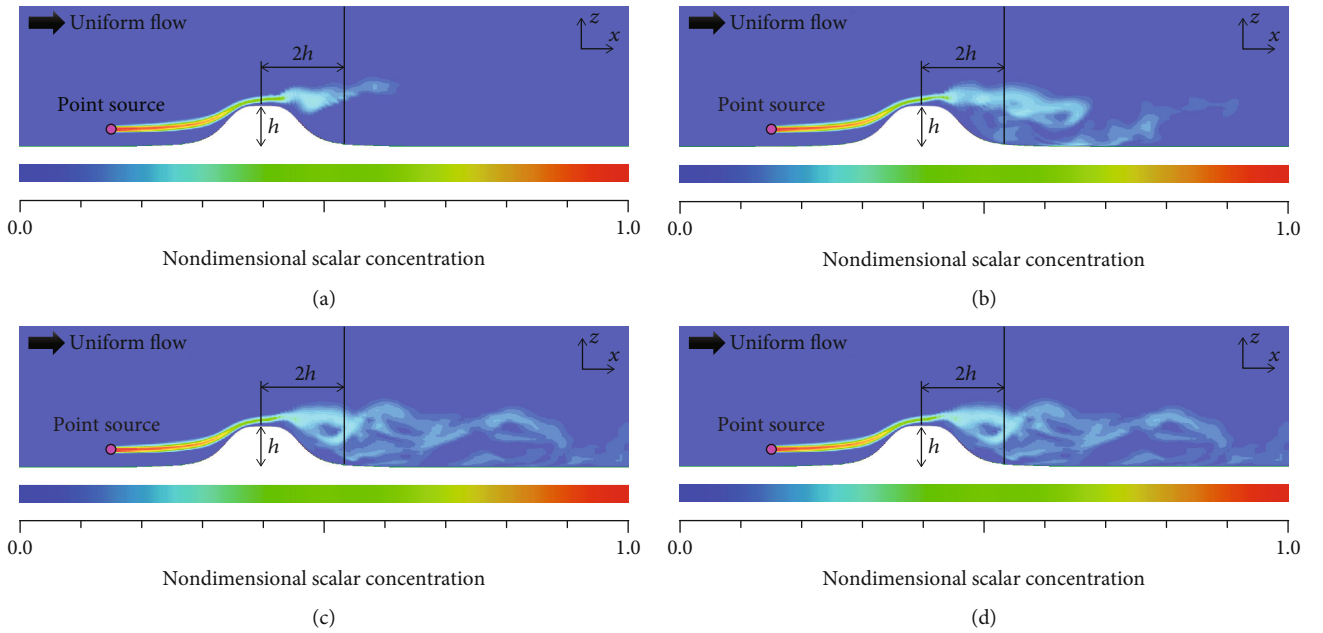 Uniform flow
z
x
2h
Point source
h
0.0 1.0
Nondimensional scalar concentration
(a)
Uniform flow
z
x
2h
Point source
h
0.0 1.0
Nondimensional scalar concentration
(b)
Uniform flow
z
x
2h
Point source
h
0.0 1.0
Nondimensional scalar concentration
(c)
Uniform flow
z
x
2h
Point source
h
0.0 1.0
Nondimensional scalar concentration
(d)